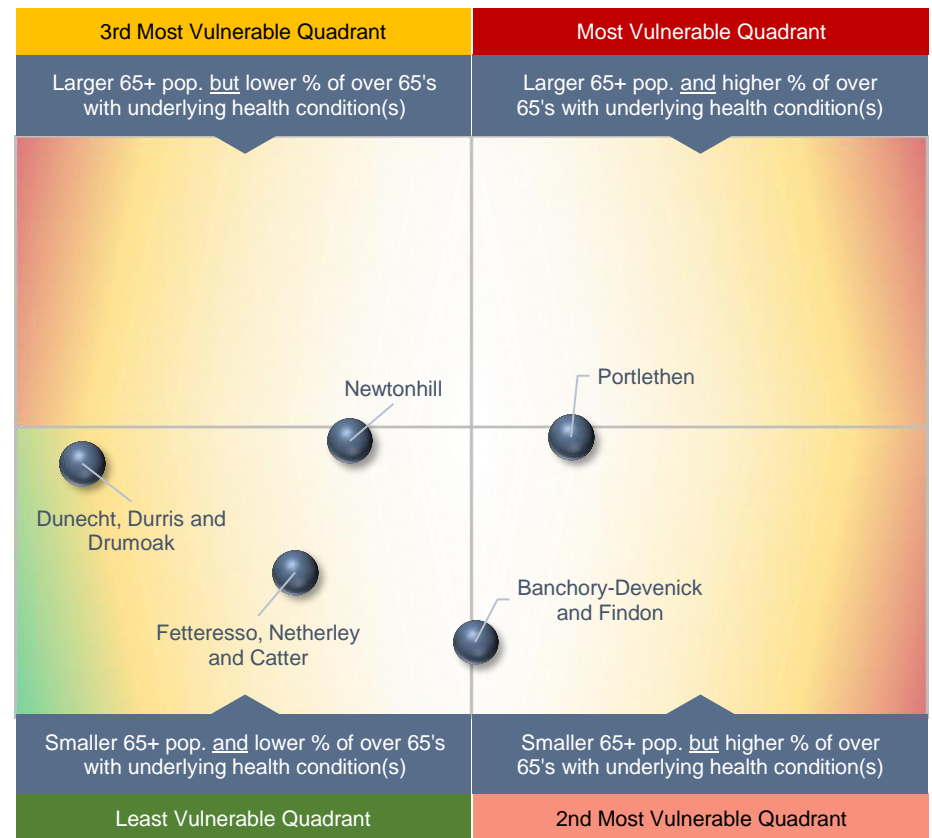 3rd Most Vulnerable Quadrant
Most Vulnerable Quadrant
Larger 65+ pop. but lower % of over 65's
with underlying health condition(s)
Larger 65+ pop. and higher % of over
65's with underlying health condition(s)
Portlethen
Newtonhill
Dunecht, Durris and
Drumoak
Banchory-Devenick
and Findon
Fetteresso, Netherley
and Catter
Smaller 65+ pop. and lower % of over 65's
with underlying health condition(s)
Smaller 65+ pop. but higher % of over
65's with underlying health condition(s)
Least Vulnerable Quadrant
2nd Most Vulnerable Quadrant